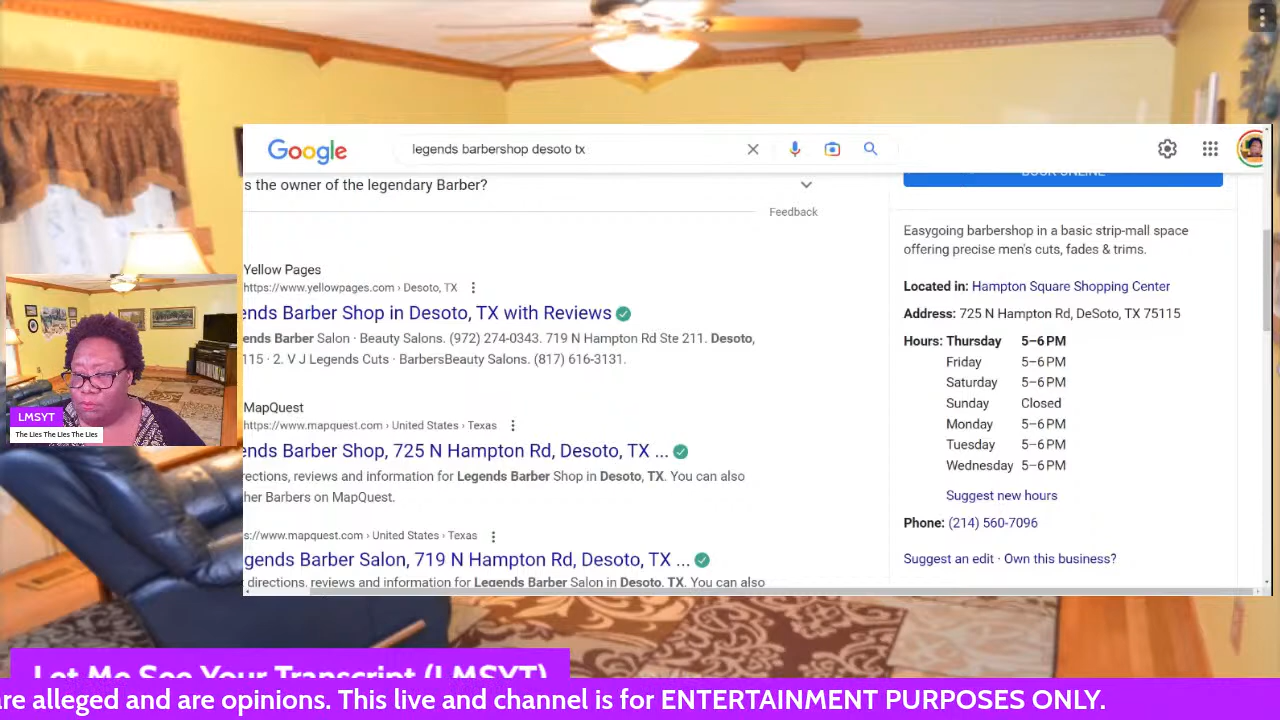 Google
legends barbershop desoto tx
s the owner of the legendary Barber?
Feedback
Yellow Pages
https://www.yellowpages.com › Desoto, TX
ends Barber Shop in Desoto, TX with Reviews
ends Barber Salon · Beauty Salons. (972) 274-0343. 719 N Hampton Rd Ste 211. Desoto,
115 · 2. V J Legends Cuts · BarbersBeauty Salons. (817) 616-3131.
MapQuest
https://www.mapquest.com › United States › Texas
ends Barber Shop, 725 N Hampton Rd, Desoto, TX ...
rections, reviews and information for Legends Barber Shop in Desoto, TX. You can also
her Barbers on MapQuest.
s://www.mapquest.com › United States › Texas
gends Barber Salon, 719 N Hampton Rd, Desoto, TX ...
directions, reviews and information for Legends Barber Salon in Desoto, TX. You can also
BOOK ONLINE
Easygoing barbershop in a basic strip-mall space
offering precise men's cuts, fades & trims.
Located in: Hampton Square Shopping Center
Address: 725 N Hampton Rd, DeSoto, TX 75115
Hours: Thursday 5–6 PM
Friday 5–6 PM
Saturday 5–6 PM
Sunday Closed
Monday 5–6 PM
Tuesday 5–6 PM
Wednesday 5–6 PM
Suggest new hours
Phone: (214) 560-7096
Suggest an edit · Own this business?
LMSYT
The Lies The Lies The Lies
Let Me See Your Transcript (LMSYT)
are alleged and are opinions. This live and channel is for ENTERTAINMENT PURPOSES ONLY.